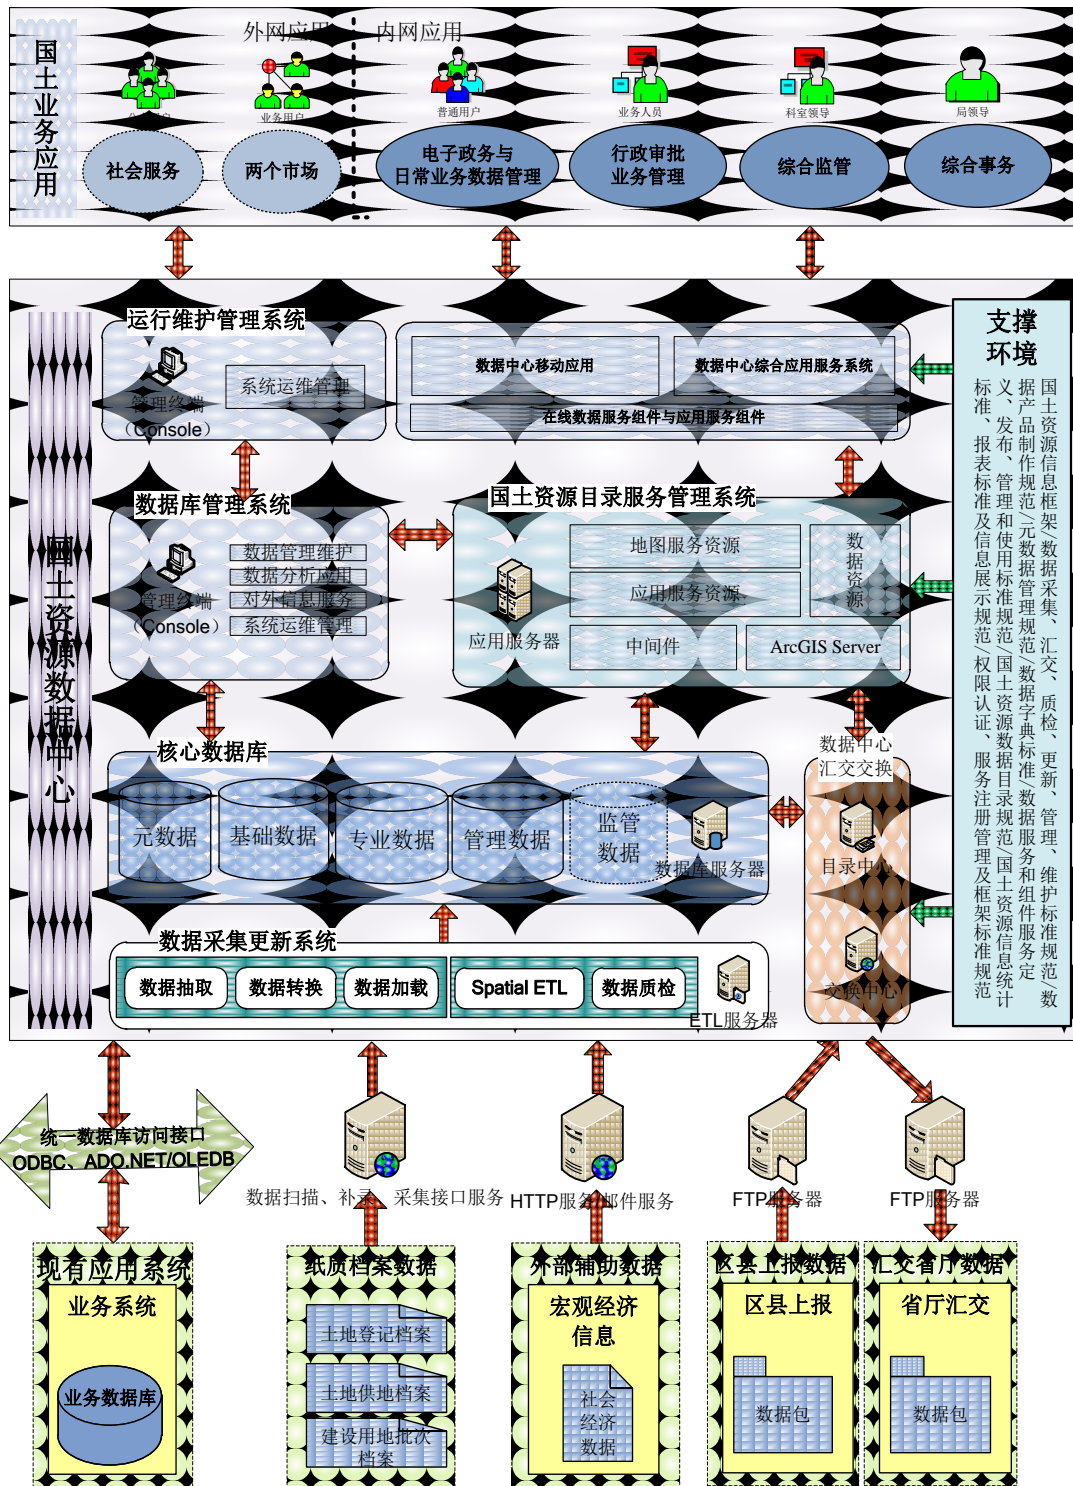 国土业务应用
外网应用
内网应用
业务用户
普通用户
业务人员
科室领导
局领导
社会服务
两个市场
电子政务与
日常业务数据管理
行政审批
业务管理
综合监管
综合事务
国土资源数据中心
运行维护管理系统
管理终端
(Console)
系统运维管理
数据中心移动应用
数据中心综合应用服务系统
在线数据服务组件与应用服务组件
数据库管理系统
管理终端
(Console)
数据管理维护
数据分析应用
对外信息服务
系统运维管理
国土资源目录服务管理系统
应用服务器
地图服务资源
应用服务资源
数据资源
中间件
ArcGIS Server
核心数据库
元数据
基础数据
专业数据
管理数据
监管
数据
数据库服务器
数据中心
汇交交换
目录中心
交换中心
数据采集更新系统
数据抽取
数据转换
数据加载
Spatial ETL
数据质检
ETL服务器
支撑
环境
国土资源信息框架/数据采集、汇交、质检、更新、管理、维护标准规范/数
据产品制作规范/元数据管理规范/数据字典标准/数据服务和组件服务定
义、发布、管理和使用标准规范/国土资源数据目录规范/国土资源信息统计
标准、报表标准及信息展示规范/权限认证、服务注册管理及框架标准规范
统一数据库访问接口
ODBC、ADO.NET/OLEDB
数据扫描、补录、采集接口服务
HTTP服务/邮件服务
FTP服务器
FTP服务器
现有应用系统
业务系统
业务数据库
纸质档案数据
土地登记档案
土地供地档案
建设用地批次
档案
外部辅助数据
宏观经济
信息
社会
经济
数据
区县上报数据
区县上报
数据包
汇交省厅数据
省厅汇交
数据包